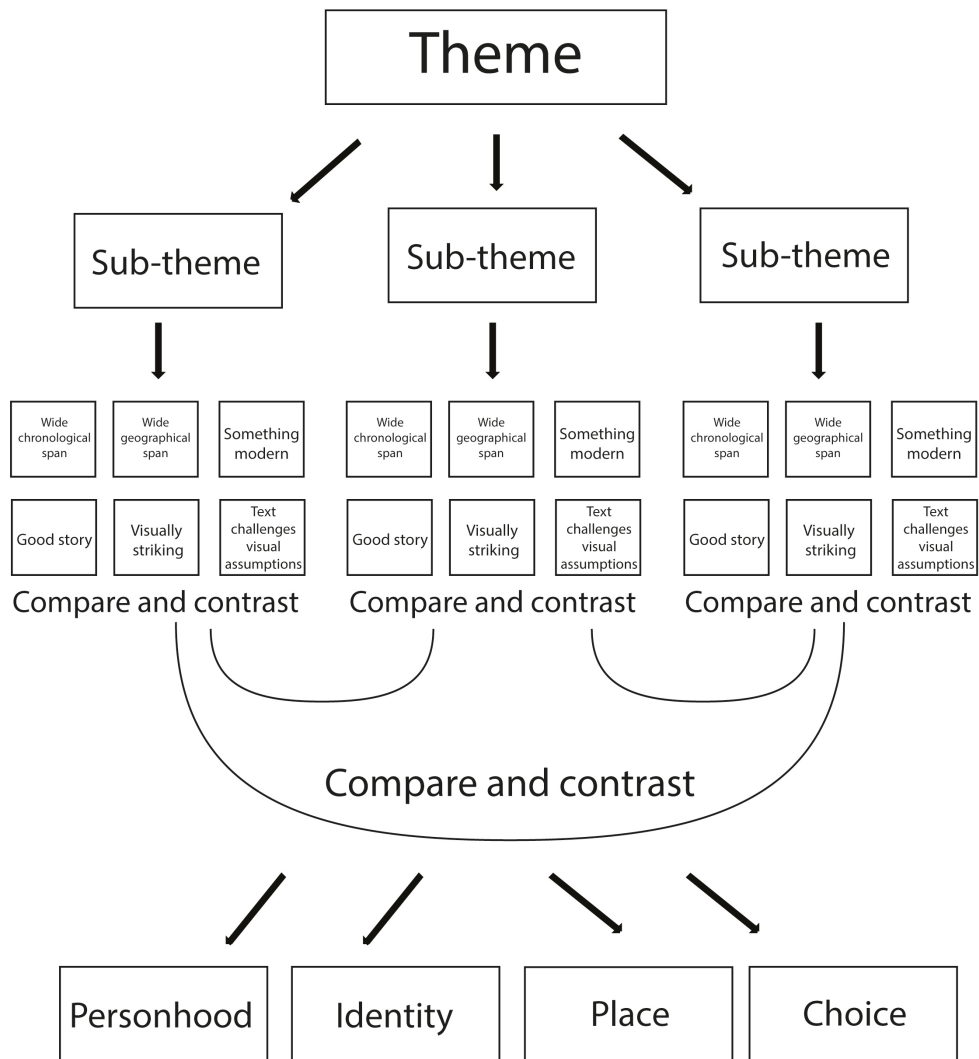 Theme
Sub-theme
Sub-theme
Sub-theme
Wide
chronological
span
Wide
geographical
span
Something
modern
Wide
chronological
span
Wide
geographical
span
Something
modern
Wide
chronological
span
Wide
geographical
span
Something
modern
Good story
Visually
striking
Text
challenges
visual
assumptions
Good story
Visually
striking
Text
challenges
visual
assumptions
Good story
Visually
striking
Text
challenges
visual
assumptions
Compare and contrast
Compare and contrast
Compare and contrast
Compare and contrast
Personhood
Identity
Place
Choice